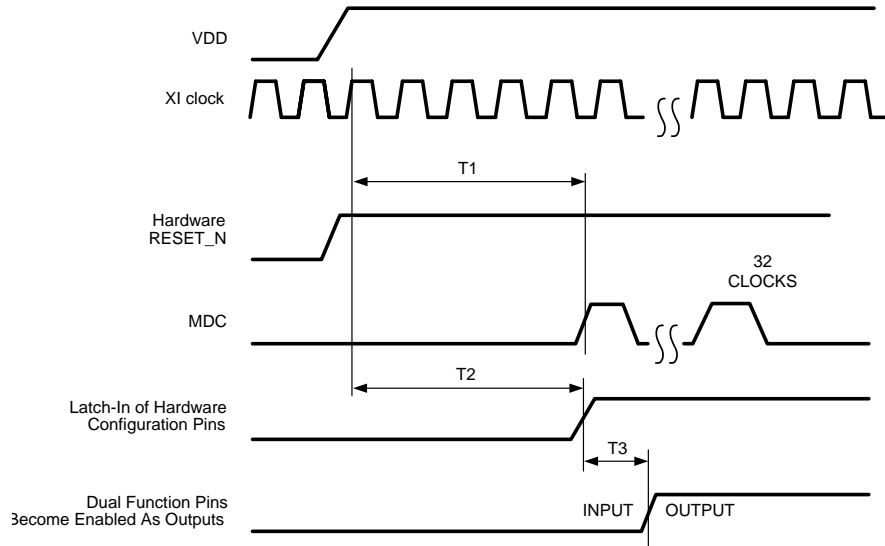 VDD
XI clock
T1
Hardware
RESET_N
32
CLOCKS
MDC
T2
Latch-In of Hardware
Configuration Pins
T3
Dual Function Pins
Become Enabled As Outputs
INPUT
OUTPUT